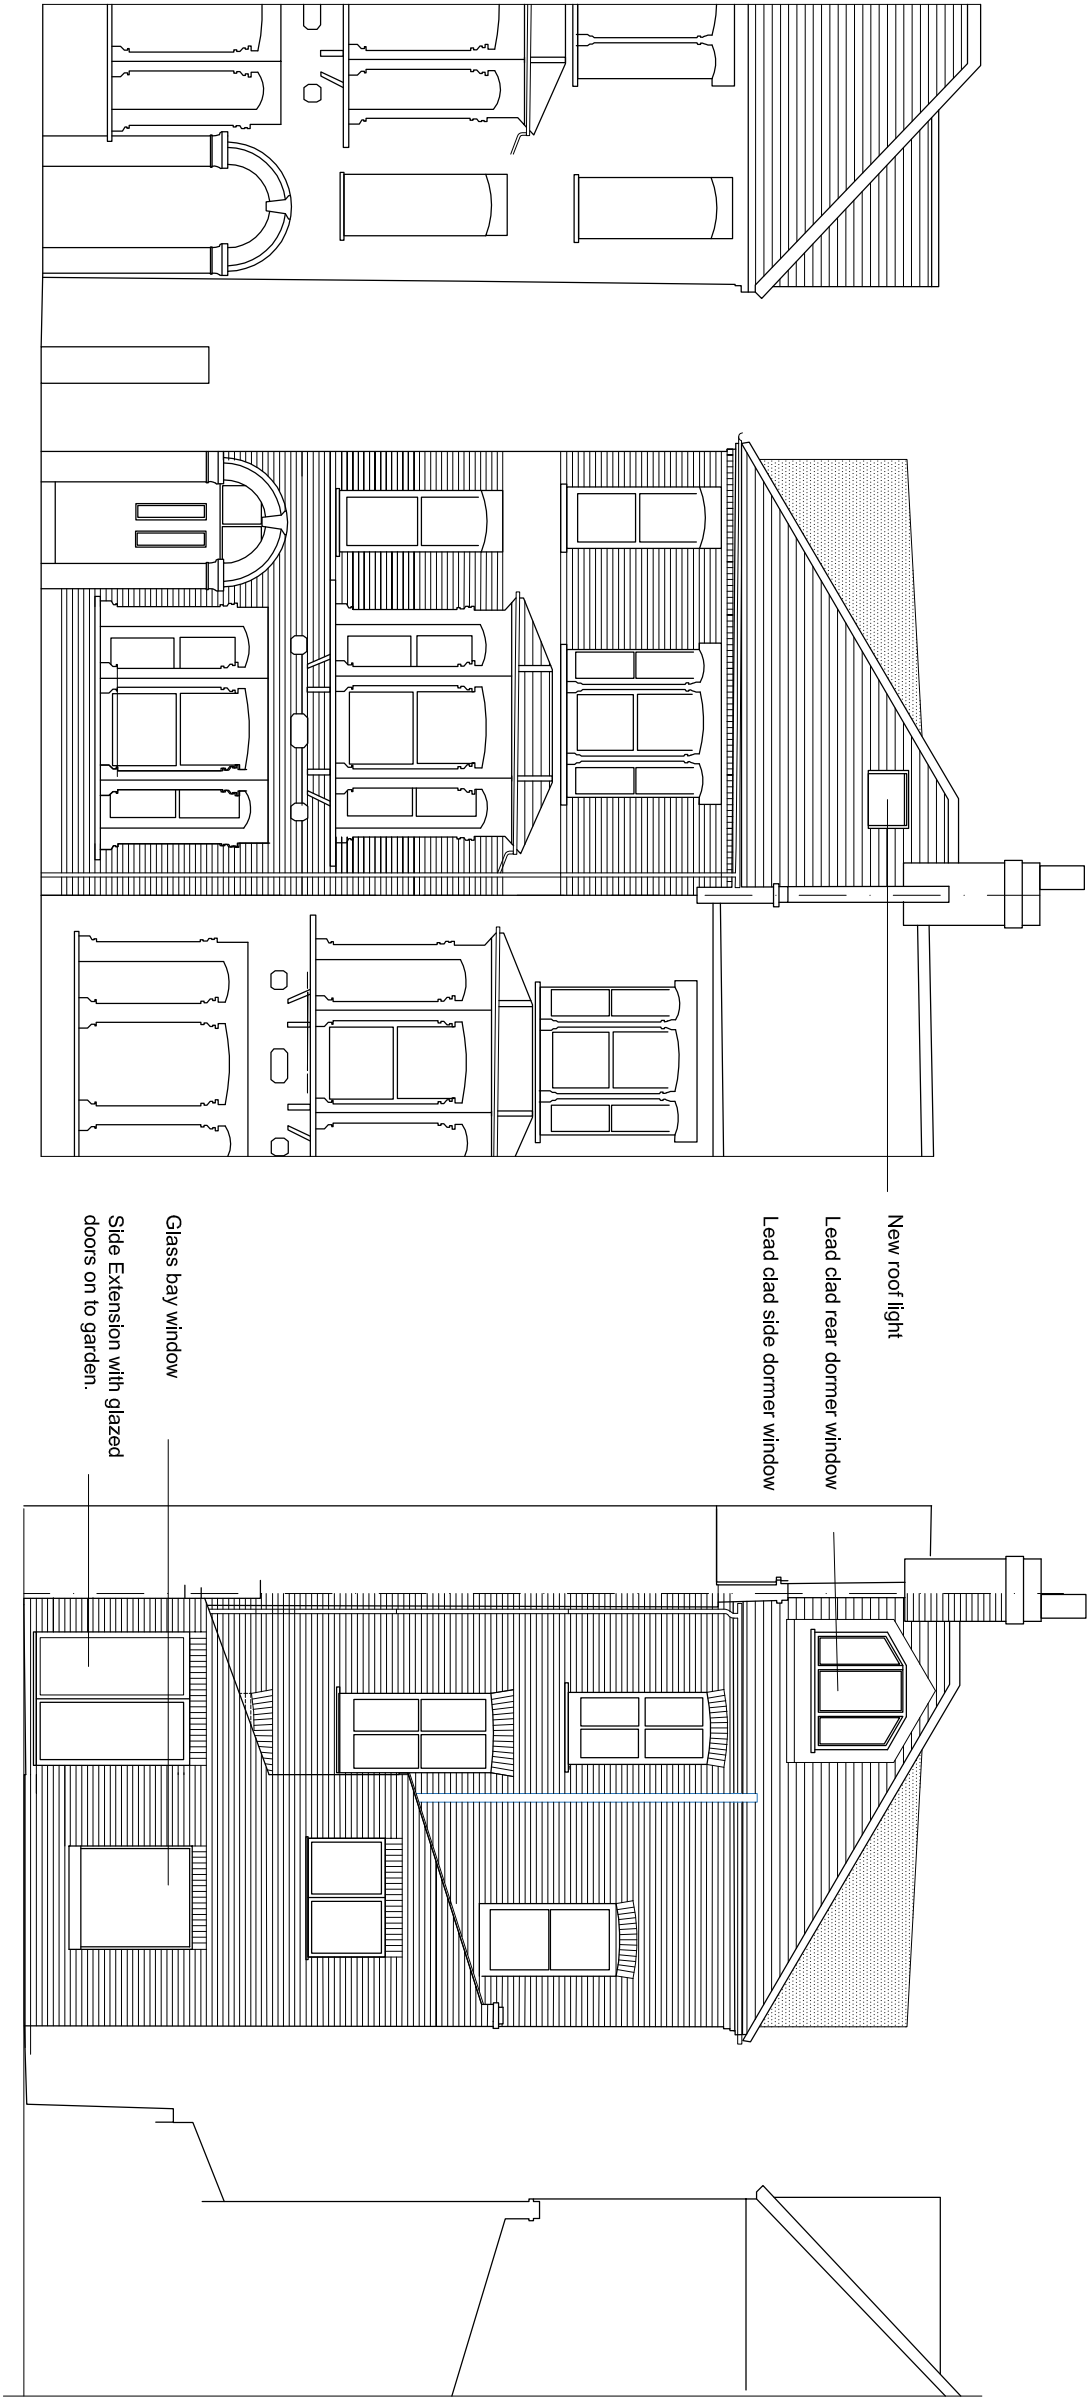 New roof light
Lead clad rear dormer window
Lead clad side dormer window
Glass bay window
Side Extension with glazed
doors on to garden.